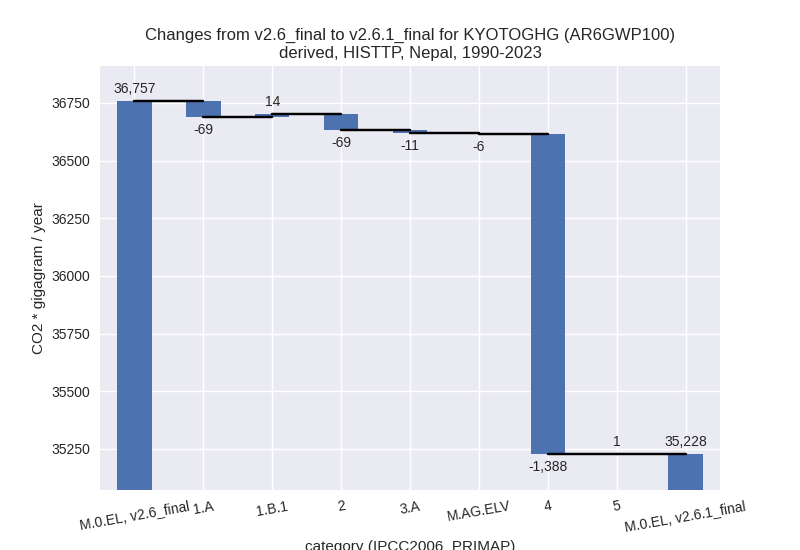 Changes from v2.6_final to v2.6.1_final for KYOTOGHG (AR6GWP100)
derived, HISTTP, Nepal, 1990-2023
CO2 * gigagram / year
36750
36500
36250
36000
35750
35500
35250
36,757
-69
14
-69
-11
-6
-1,388
1
35,228
M.0.EL, v2.6_final
1.A
1.B.1
2
3.A
M.AG.ELV
4
5
M.0.EL, v2.6.1_final
category (IPCC2006_PRIMAP)